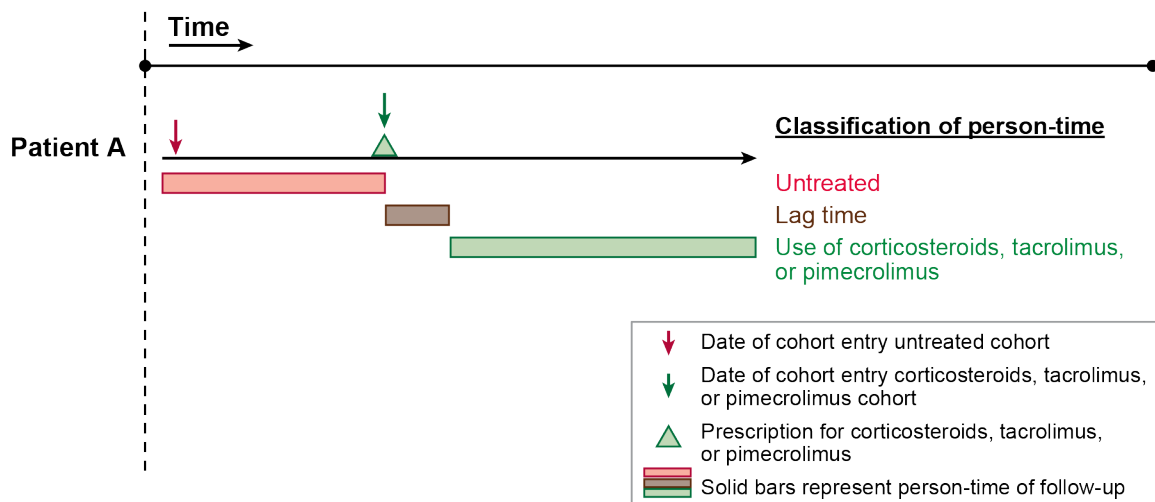 Time
Patient A
Classification of person-time
Untreated
Lag time
Use of corticosteroids, tacrolimus,
or pimecrolimus
Date of cohort entry untreated cohort
Date of cohort entry corticosteroids, tacrolimus,
or pimecrolimus cohort
Prescription for corticosteroids, tacrolimus,
or pimecrolimus
Solid bars represent person-time of follow-up